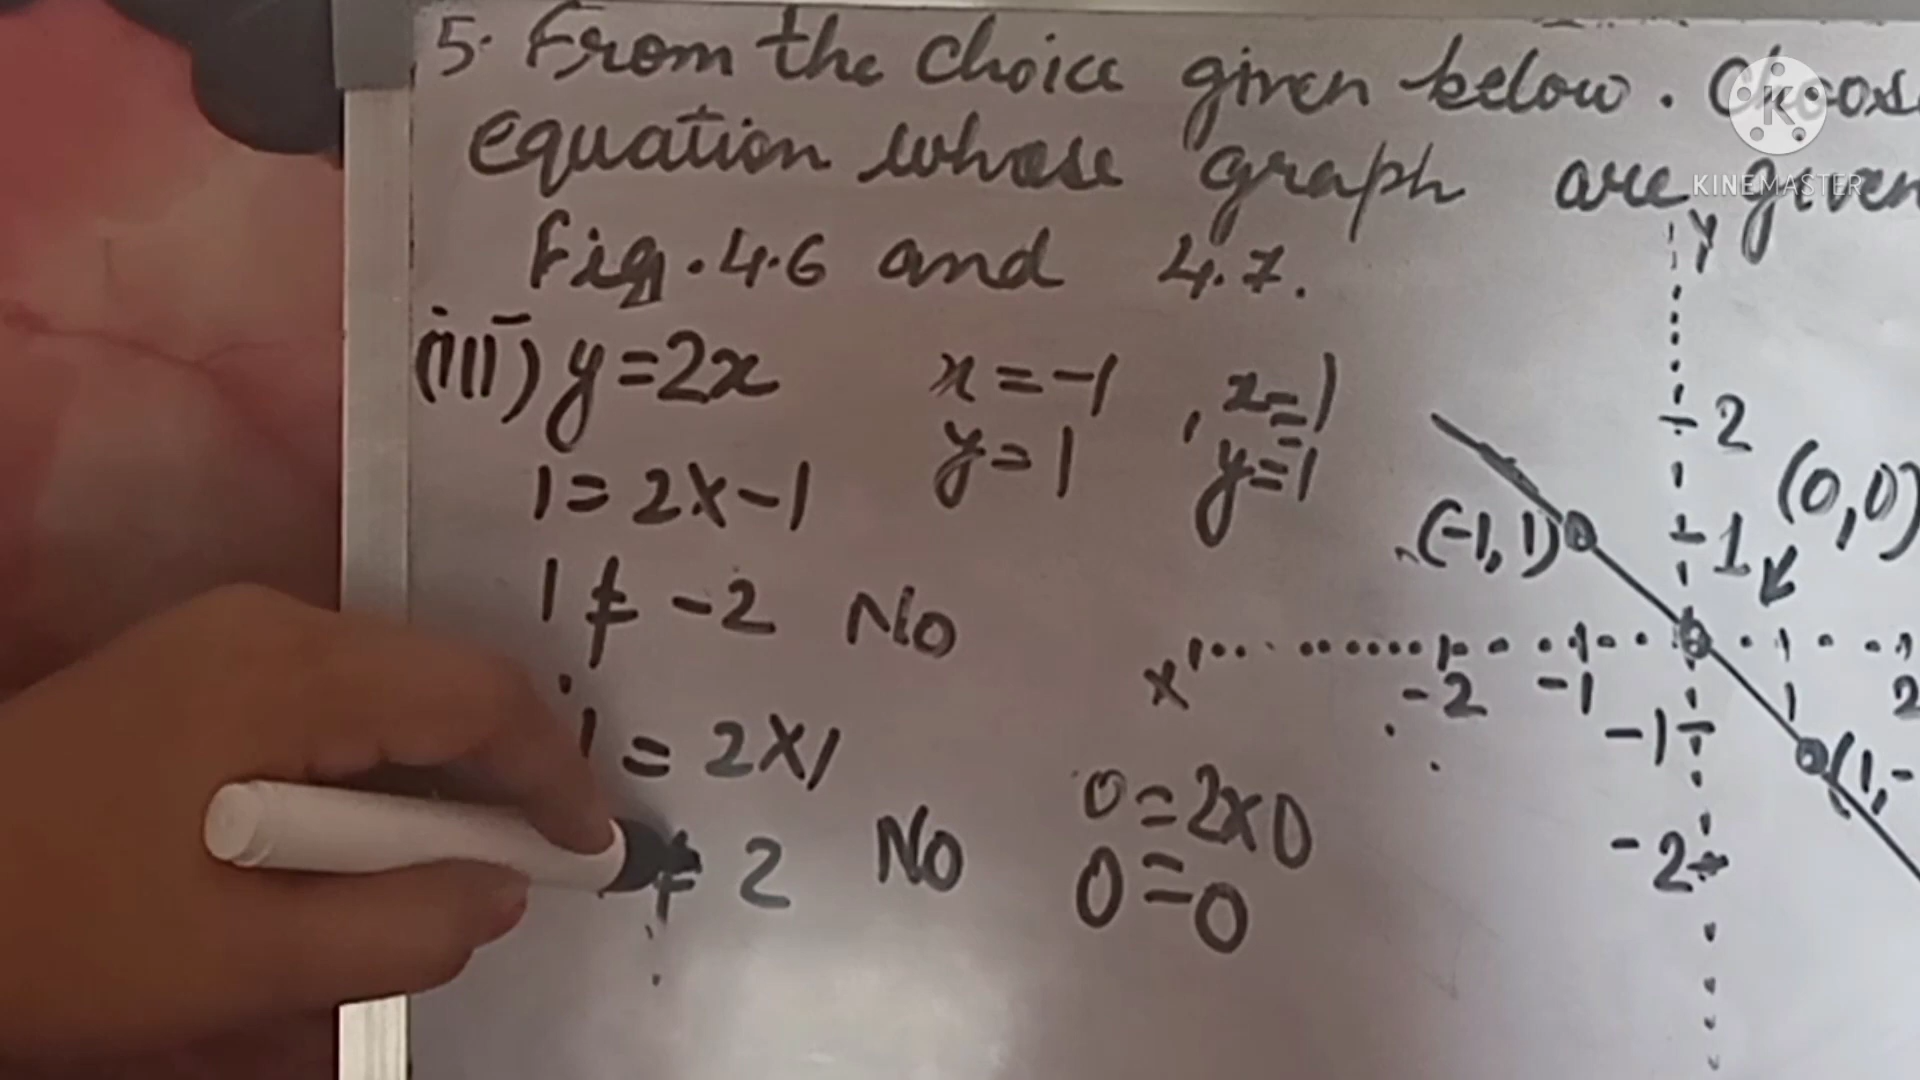 5. From the Choice given below. Choose
equation whose graph are given
Fig. 4.6 and 4.7.
(iii) y=2x
x=-1 , x=1
y=1 y=-1
1=2x-1
1≠-2 No
1=2x1
≠2 No
0=2x0
0=0
Y
2
(0,0)
(-1,1)
1
X'
-2 -1 1 2
-1
(1,-
-2
K
KINEMASTER